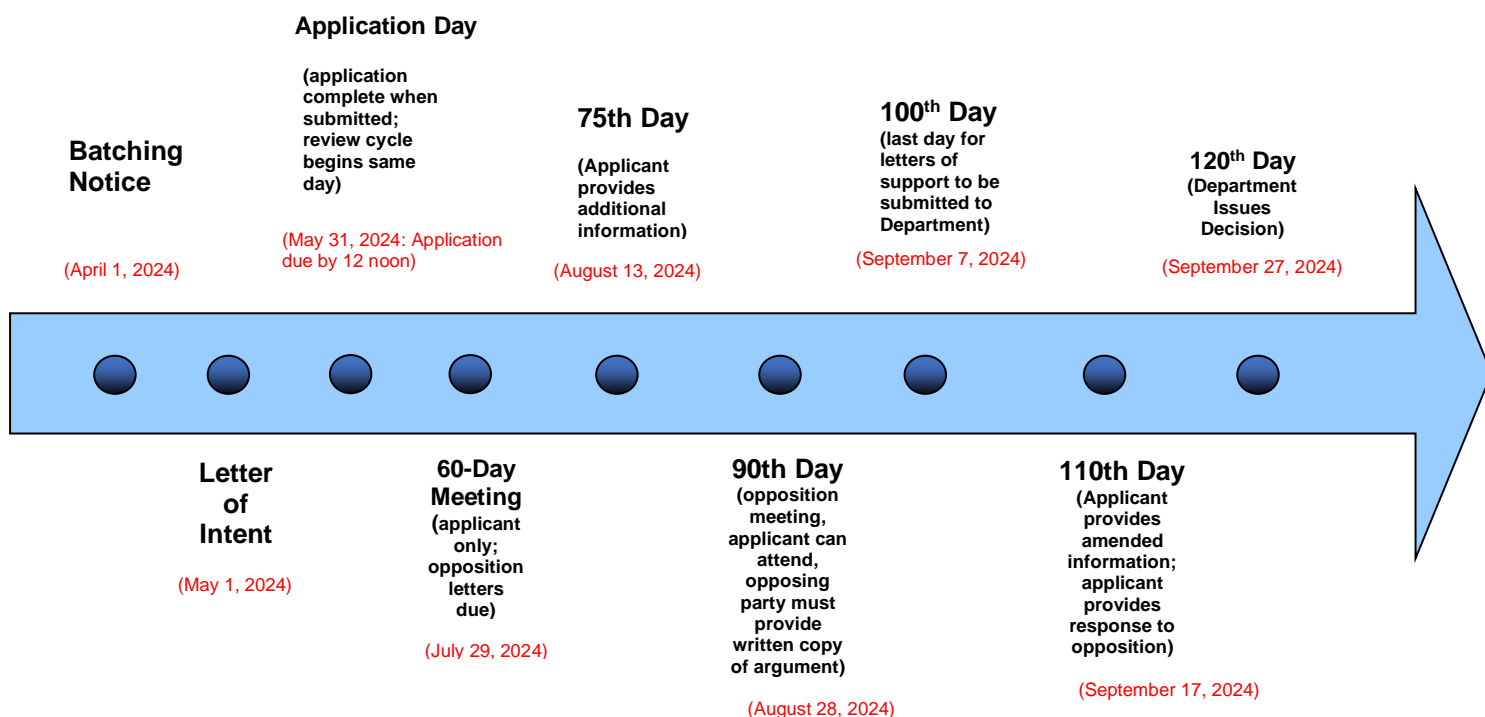 Batching
Notice
(April 1, 2024)
Letter
of
Intent
(May 1, 2024)
Application Day
(application
complete when
submitted;
review cycle
begins same
day)
(May 31, 2024: Application
due by 12 noon)
60-Day
Meeting
(applicant
only;
opposition
letters
due)
(July 29, 2024)
75th Day
(Applicant
provides
additional
information)
(August 13, 2024)
90th Day
(opposition
meeting,
applicant can
attend,
opposing
party must
provide
written copy
of argument)
(August 28, 2024)
100th Day
(last day for
letters of
support to be
submitted to
Department)
(September 7, 2024)
110th Day
(Applicant
provides
amended
information;
applicant
provides
response to
opposition)
(September 17, 2024)
120th Day
(Department
Issues
Decision)
(September 27, 2024)